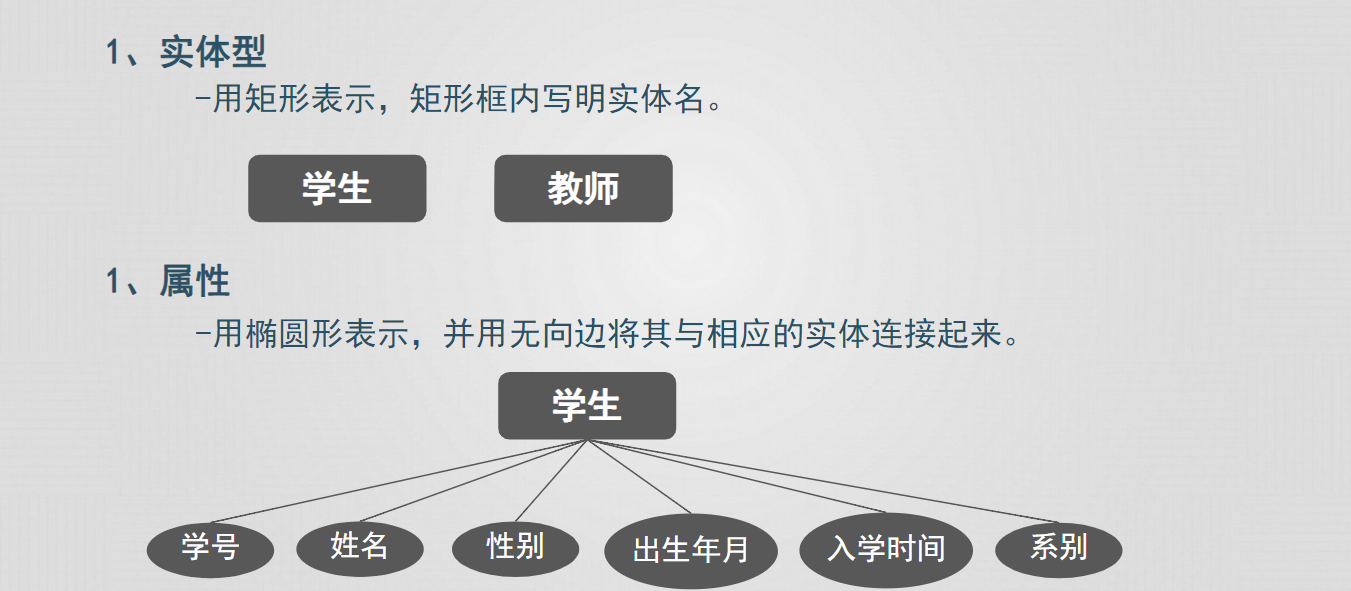 1、实体型
-用矩形表示，矩形框内写明实体名。
学生 教师
1、属性
-用椭圆形表示，并用无向边将其与相应的实体连接起来。
学生
学号 姓名 性别 出生年月 入学时间 系别